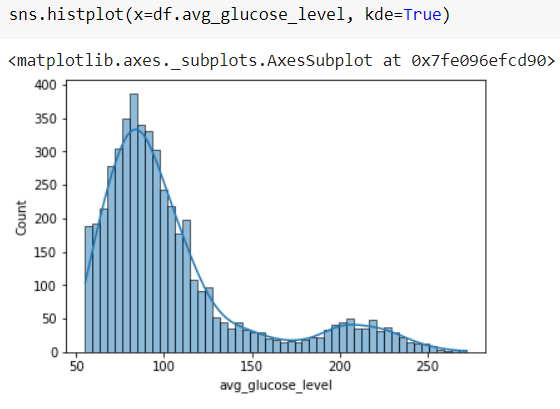 sns.histplot(x=df.avg_glucose_level, kde=True)
<matplotlib.axes._subplots.AxesSubplot at 0x7fe096efcd90>
400
350
300
250
200
150
100
50
0
Count
50 100 150 200 250
avg_glucose_level